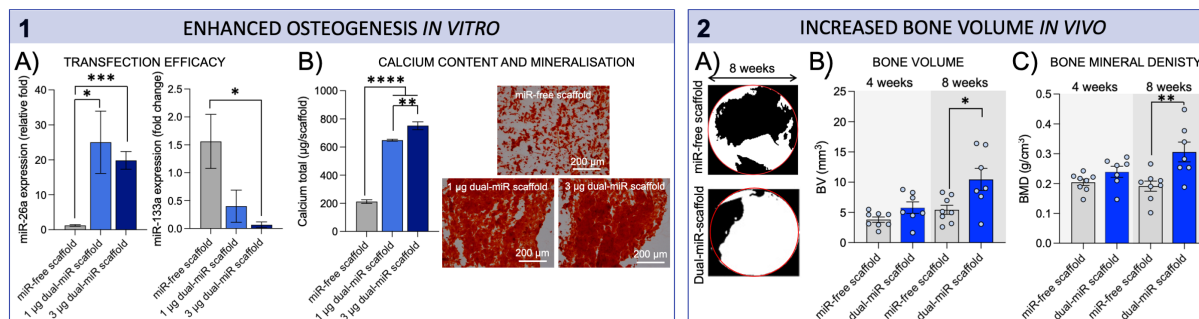 1 ENHANCED OSTEOGENESIS IN VITRO
A) TRANSFECTION EFFICACY
miR-26a expression (relative fold)
40
30
20
10
0
***
*
miR-free scaffold
1 µg dual-miR scaffold
3 µg dual-miR scaffold
miR-133a expression (fold change)
2.5
2.0
1.5
1.0
0.5
0.0
*
miR-free scaffold
1 µg dual-miR scaffold
3 µg dual-miR scaffold
B) CALCIUM CONTENT AND MINERALISATION
Calcium total (µg/scaffold)
1000
800
600
400
200
0
****
**
miR-free scaffold
1 µg dual-miR scaffold
3 µg dual-miR scaffold
miR-free scaffold
200 µm
1 µg dual-miR scaffold
200 µm
3 µg dual-miR scaffold
200 µm
2 INCREASED BONE VOLUME IN VIVO
A)
8 weeks
miR-free scaffold
Dual-miR-scaffold
B) BONE VOLUME
4 weeks 8 weeks
BV (mm³)
25
20
15
10
5
0
*
miR-free scaffold
dual-miR scaffold
miR-free scaffold
dual-miR scaffold
C) BONE MINERAL DENISTY
4 weeks 8 weeks
BMD (g/cm³)
0.6
0.5
0.4
0.3
0.2
0.1
0.0
**
miR-free scaffold
dual-miR scaffold
miR-free scaffold
dual-miR scaffold